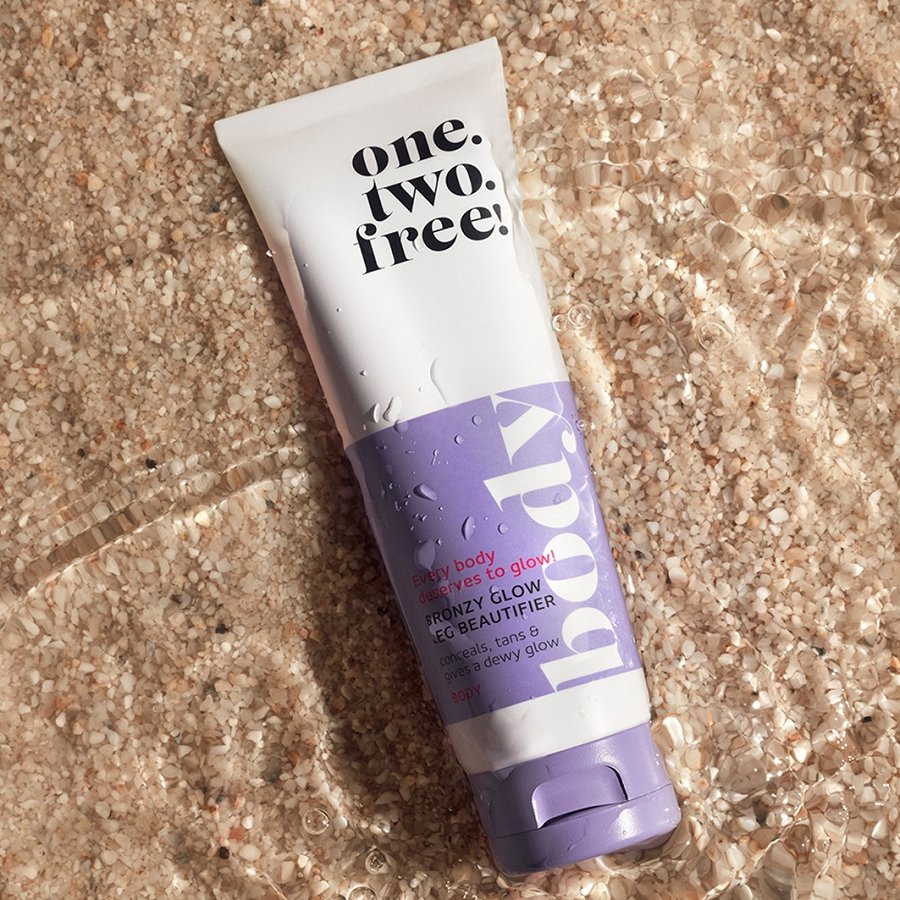 one.
two.
free!
body
Every body
deserves to glow!
BRONZY GLOW
LEG BEAUTIFIER
conceals, tans &
gives a dewy glow
BODY